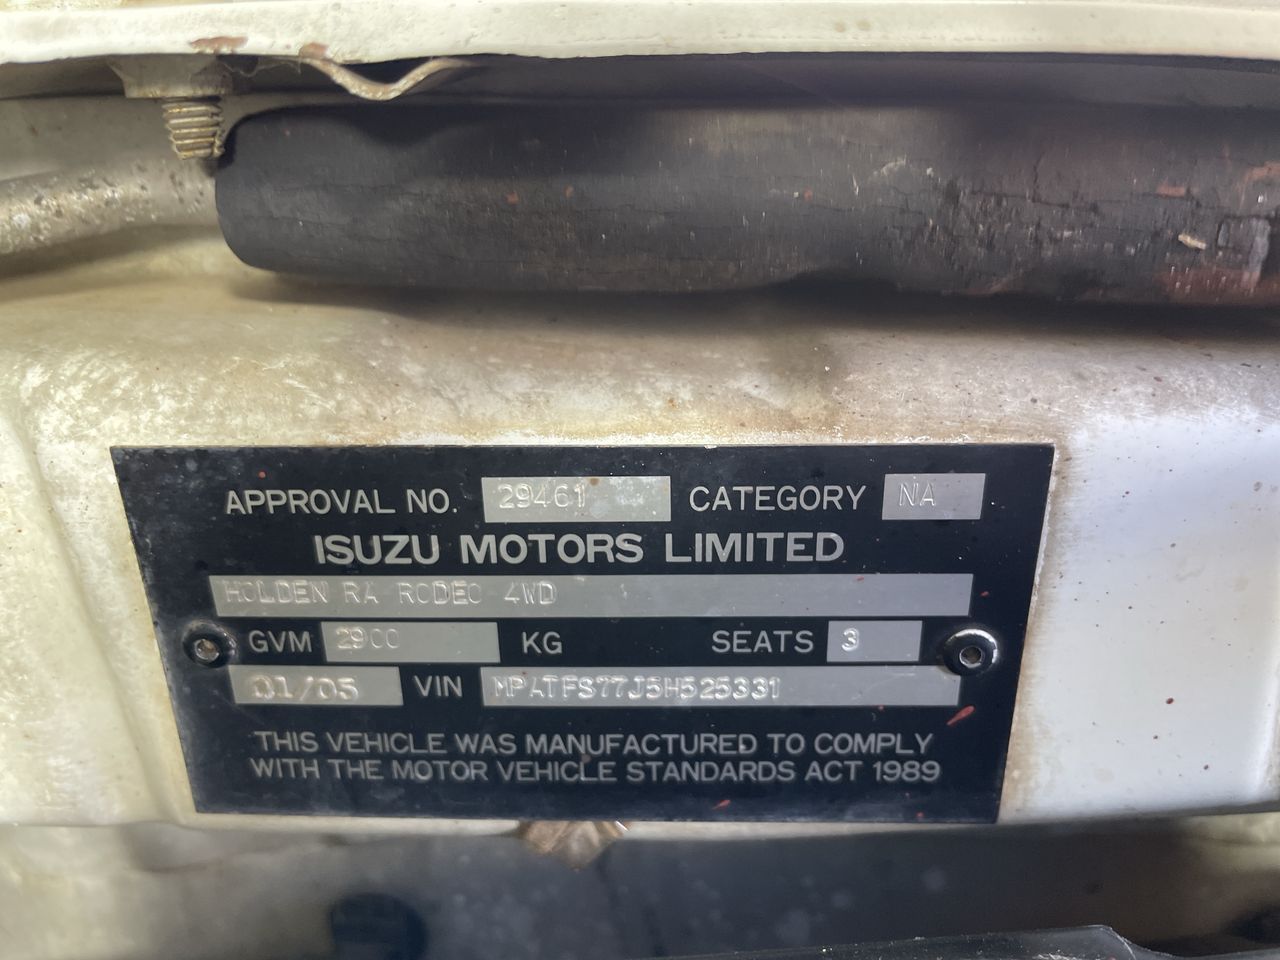 APPROVAL NO. 29461 CATEGORY NA
ISUZU MOTORS LIMITED
HOLDEN RA RODEO 4WD
GVM 2900 KG SEATS 3
01/05 VIN MPATFS77J5H525331
THIS VEHICLE WAS MANUFACTURED TO COMPLY
WITH THE MOTOR VEHICLE STANDARDS ACT 1989